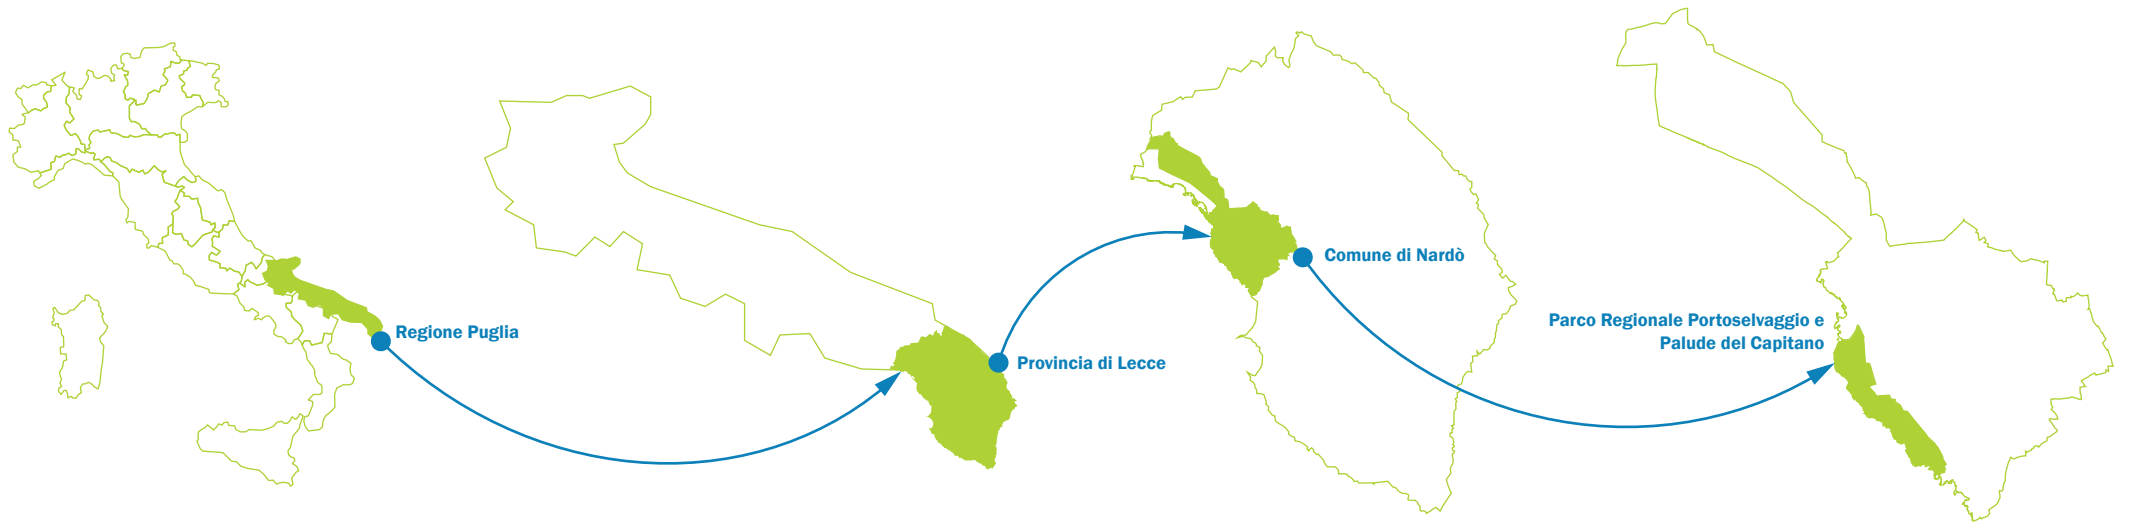 Regione Puglia
Provincia di Lecce
Comune di Nardò
Parco Regionale Portoselvaggio e
Palude del Capitano